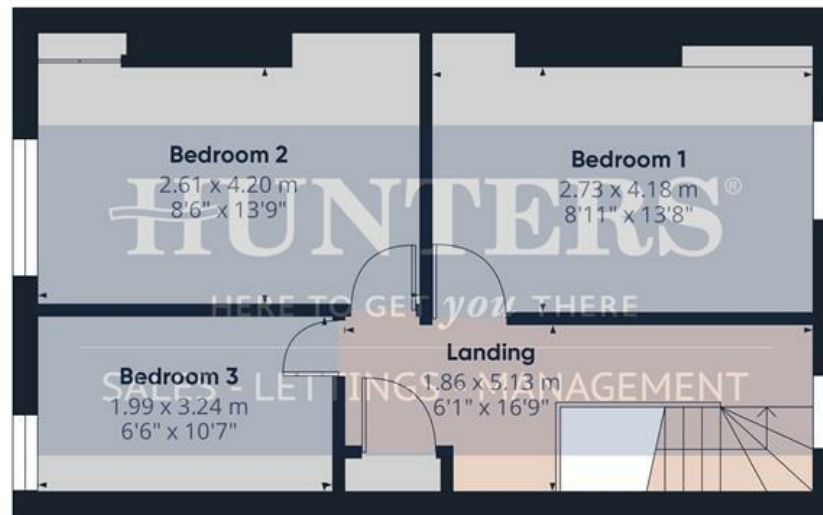 Bedroom 2
2.61 x 4.20 m
8'6" x 13'9"
Bedroom 1
2.73 x 4.18 m
8'11" x 13'8"
HUNTERS®
HERE TO GET you THERE
Bedroom 3
1.99 x 3.24 m
6'6" x 10'7"
Landing
1.86 x 5.13 m
6'1" x 16'9"
SALES - LETTINGS - MANAGEMENT